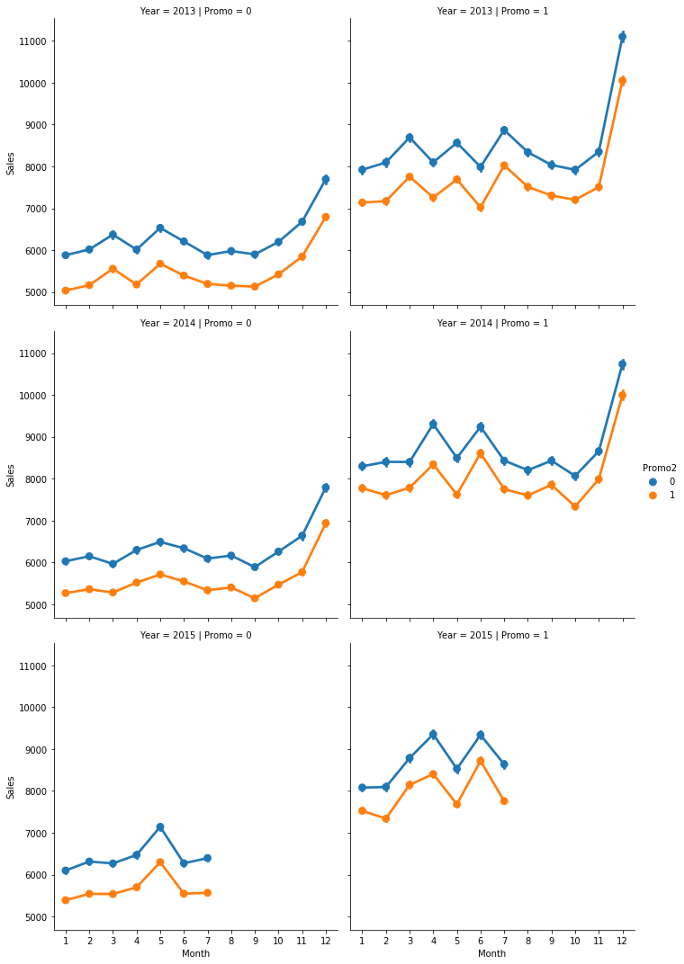 Year = 2013 | Promo = 0
Year = 2013 | Promo = 1
11000
10000
9000
8000
7000
6000
5000
Sales
Year = 2014 | Promo = 0
Year = 2014 | Promo = 1
11000
10000
9000
8000
7000
6000
5000
Sales
Promo2
0
1
Year = 2015 | Promo = 0
Year = 2015 | Promo = 1
11000
10000
9000
8000
7000
6000
5000
Sales
1 2 3 4 5 6 7 8 9 10 11 12
Month
1 2 3 4 5 6 7 8 9 10 11 12
Month